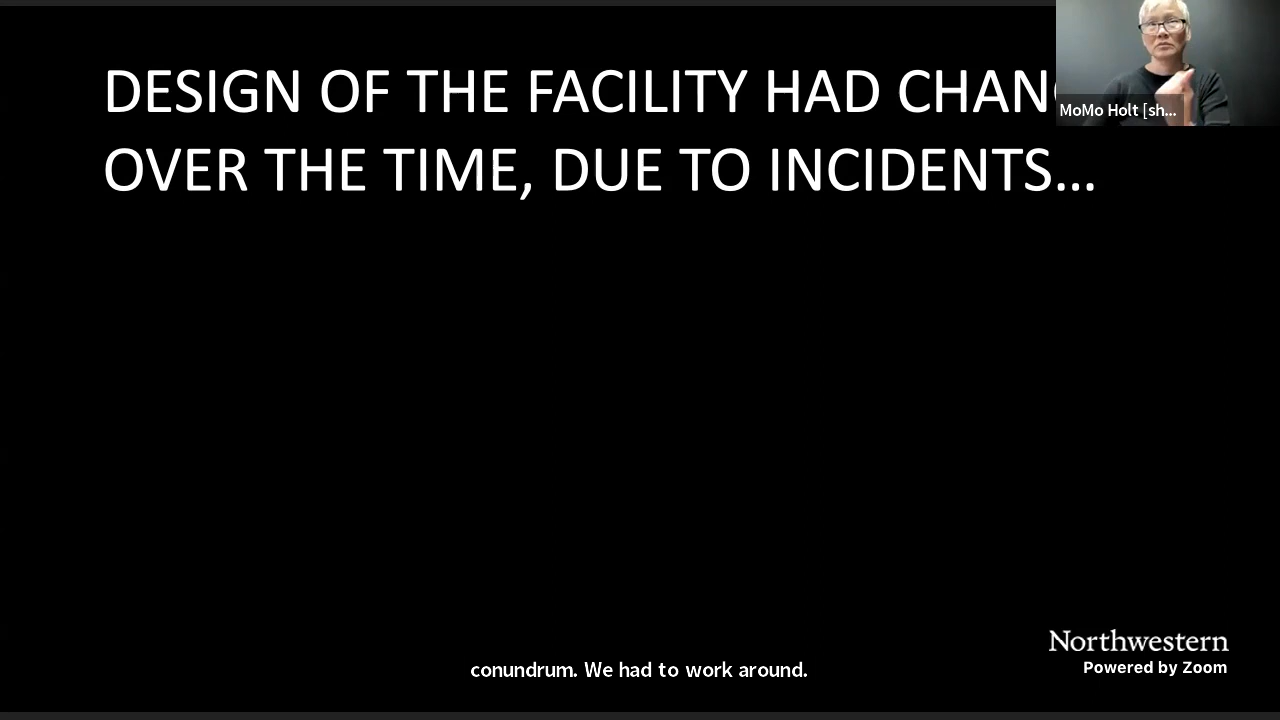 DESIGN OF THE FACILITY HAD CHAN
OVER THE TIME, DUE TO INCIDENTS...
MoMo Holt [sh...
conundrum. We had to work around.
Northwestern
Powered by Zoom